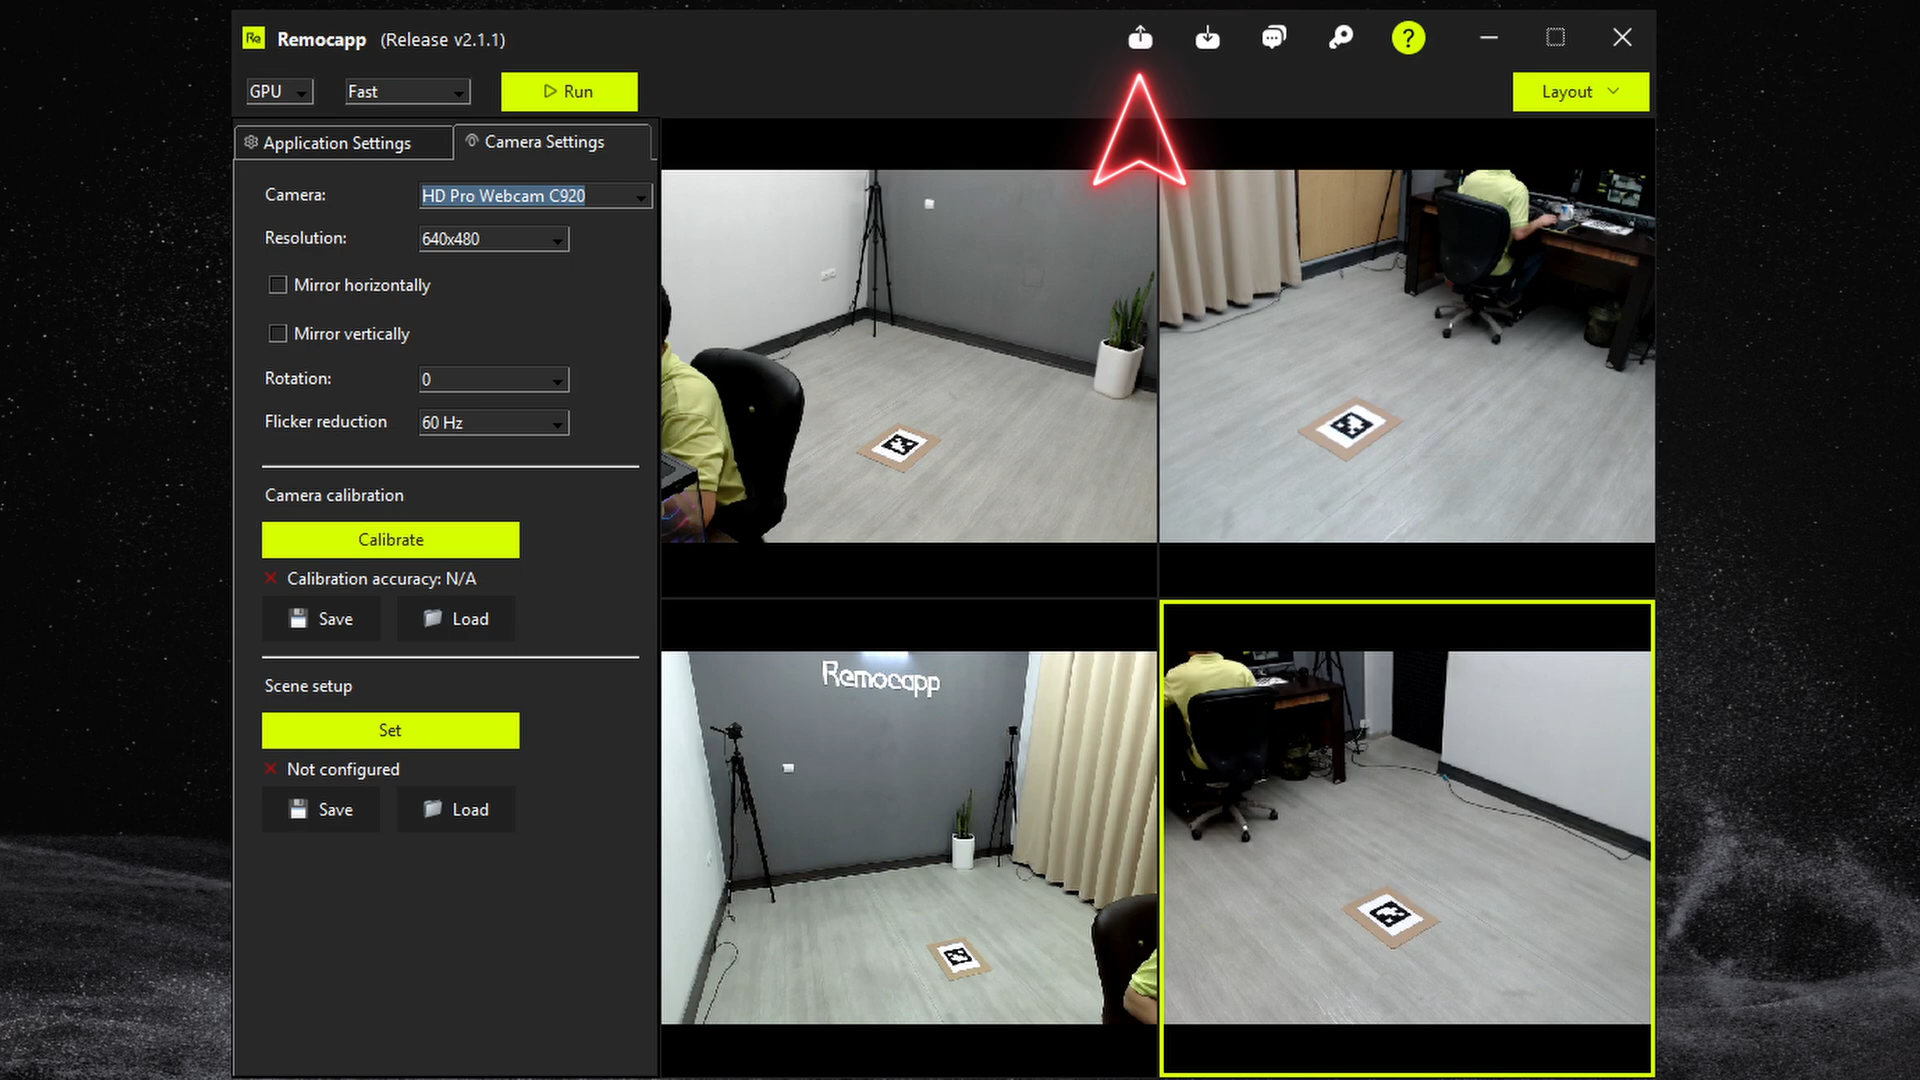 Ra Remocapp (Release v2.1.1) ?
GPU Fast Run Layout
Application Settings Camera Settings
Camera: HD Pro Webcam C920
Resolution: 640x480
Mirror horizontally
Mirror vertically
Rotation: 0
Flicker reduction 60 Hz
Camera calibration
Calibrate
Calibration accuracy: N/A
Save Load
Scene setup
Set
Not configured
Save Load
Remocapp